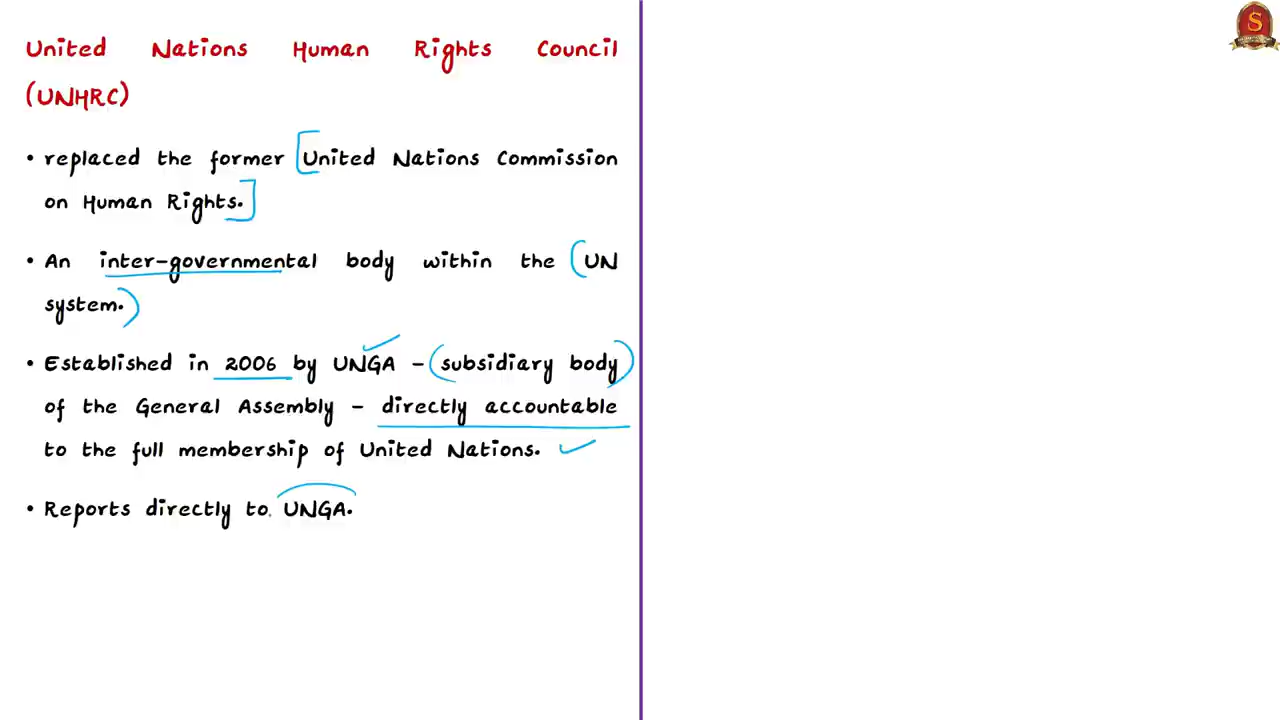 United Nations Human Rights Council
(UNHRC)
• replaced the former United Nations Commission
on Human Rights.
• An inter-governmental body within the UN
system.
• Established in 2006 by UNGA – subsidiary body
of the General Assembly – directly accountable
to the full membership of United Nations.
• Reports directly to UNGA.
S